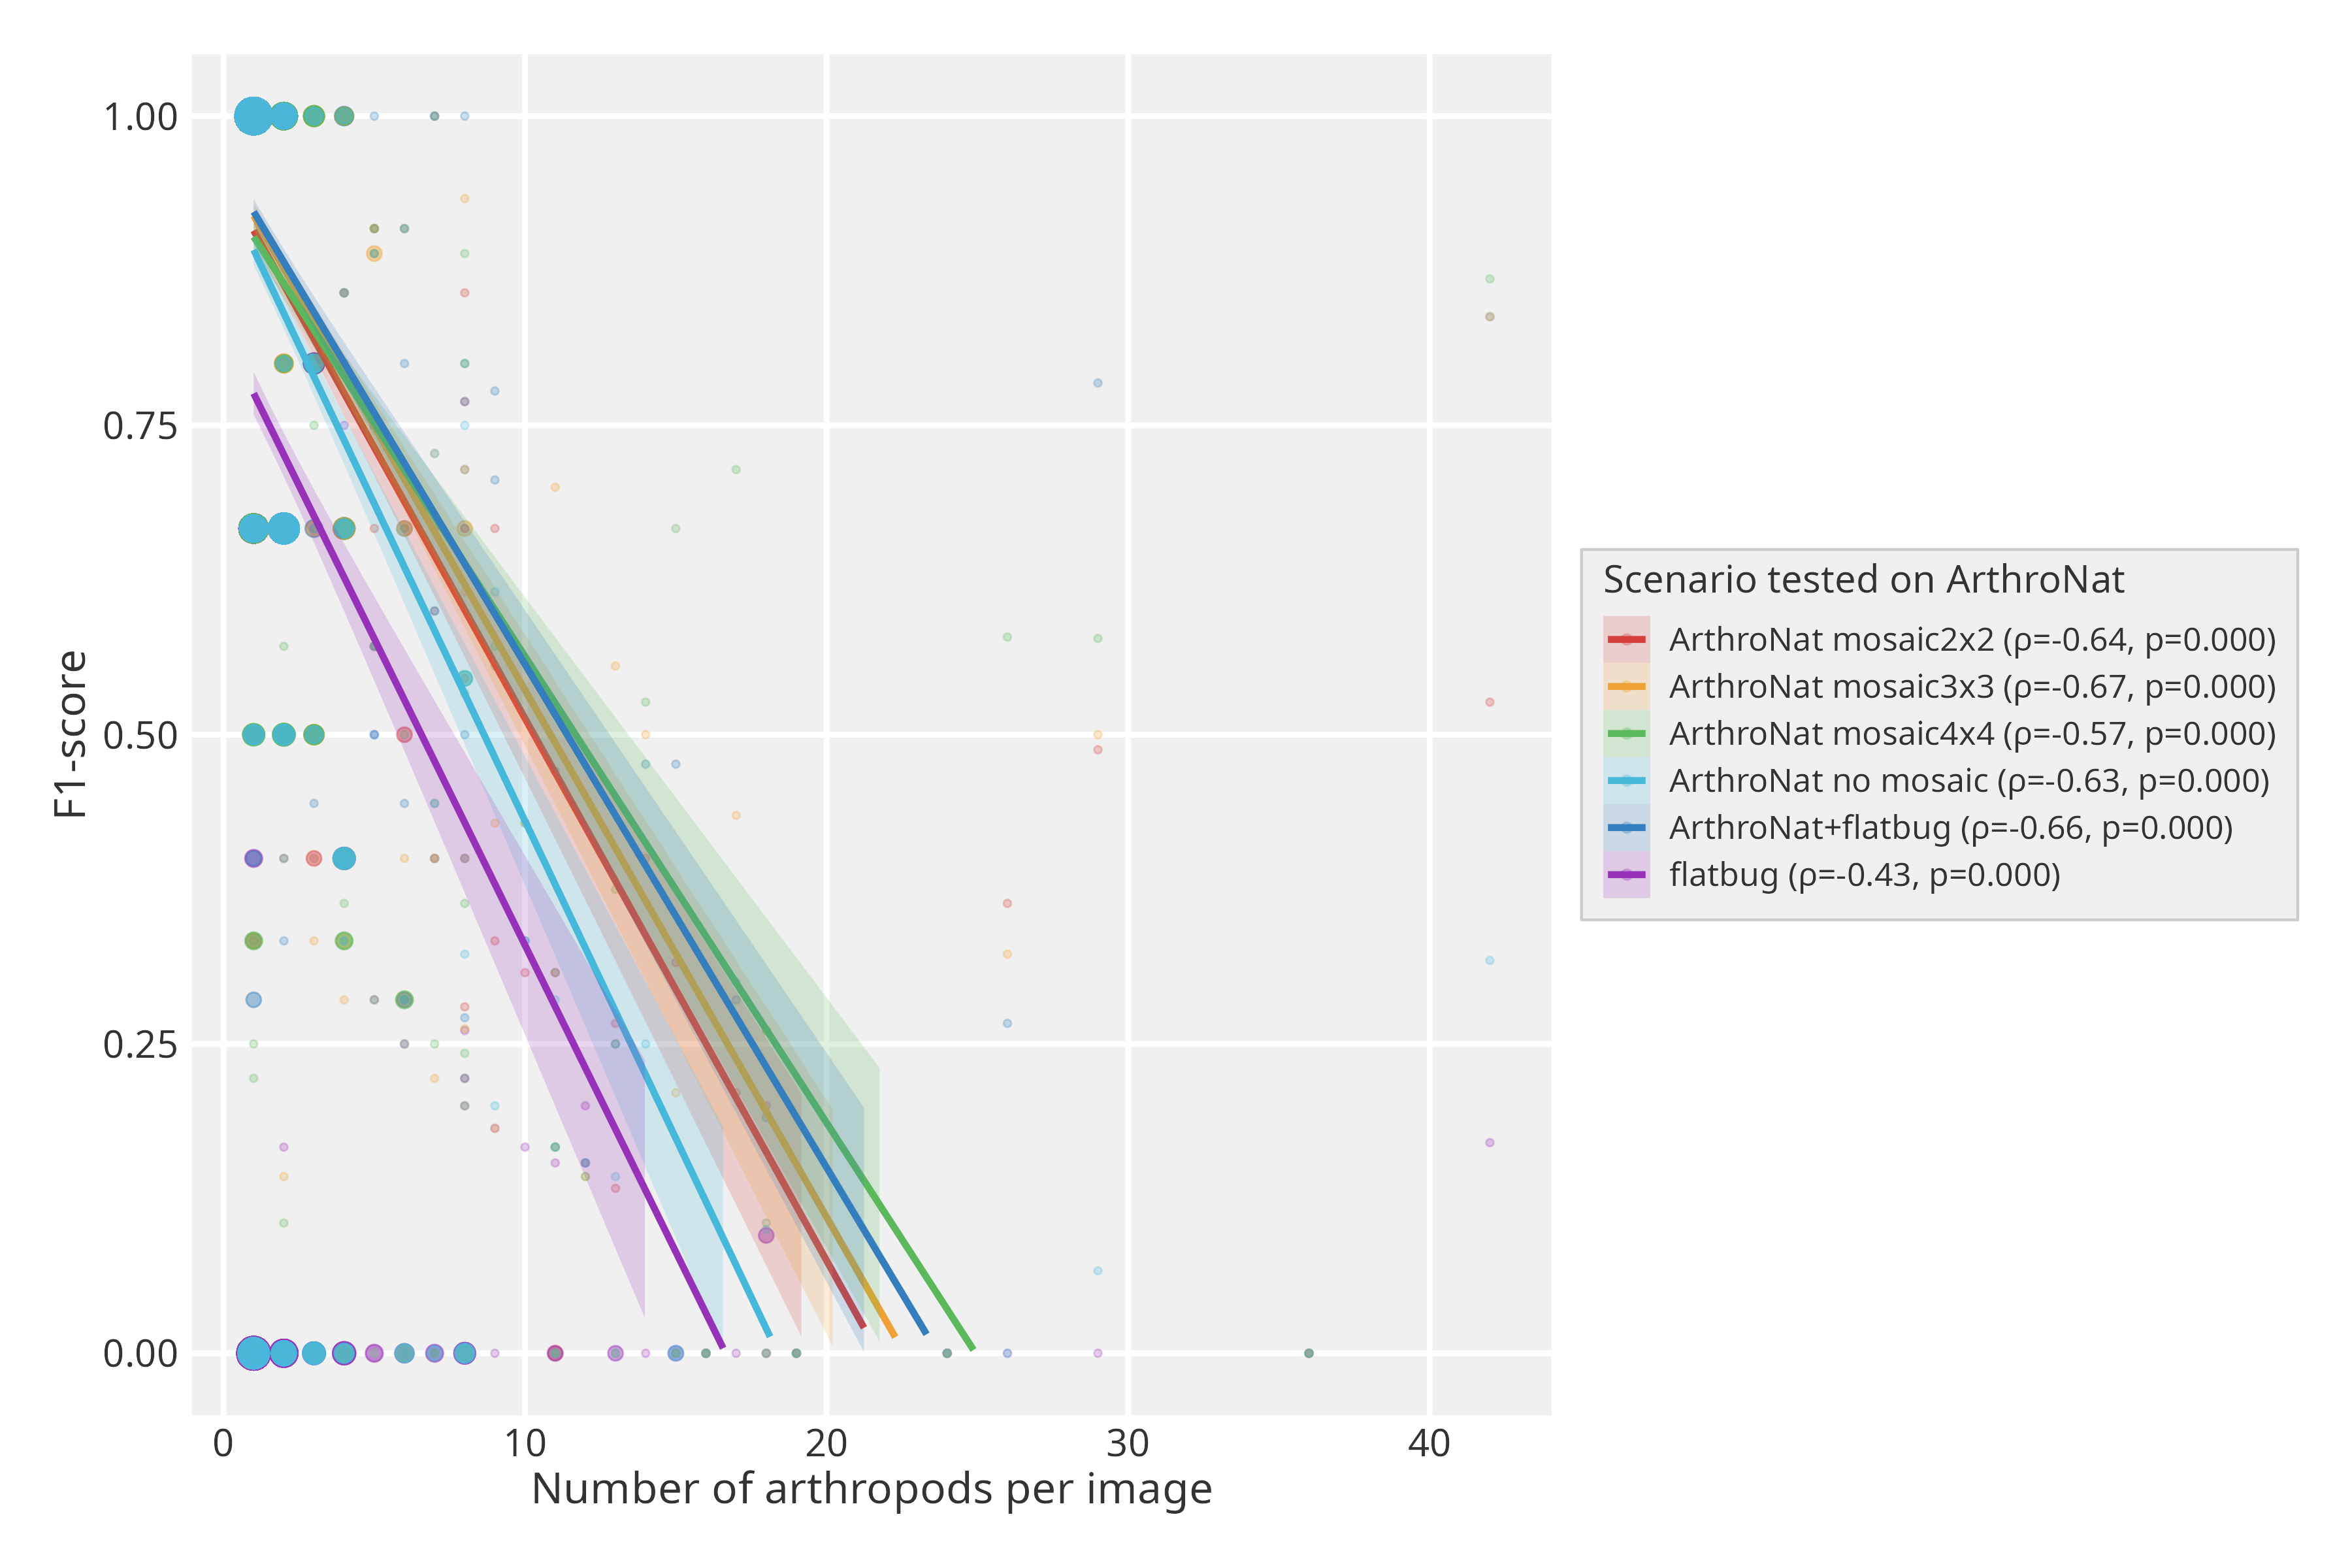 1.00
0.75
0.50
0.25
0.00
F1-score
0 10 20 30 40
Number of arthropods per image
Scenario tested on ArthroNat
ArthroNat mosaic2x2 (ρ=-0.64, p=0.000)
ArthroNat mosaic3x3 (ρ=-0.67, p=0.000)
ArthroNat mosaic4x4 (ρ=-0.57, p=0.000)
ArthroNat no mosaic (ρ=-0.63, p=0.000)
ArthroNat+flatbug (ρ=-0.66, p=0.000)
flatbug (ρ=-0.43, p=0.000)